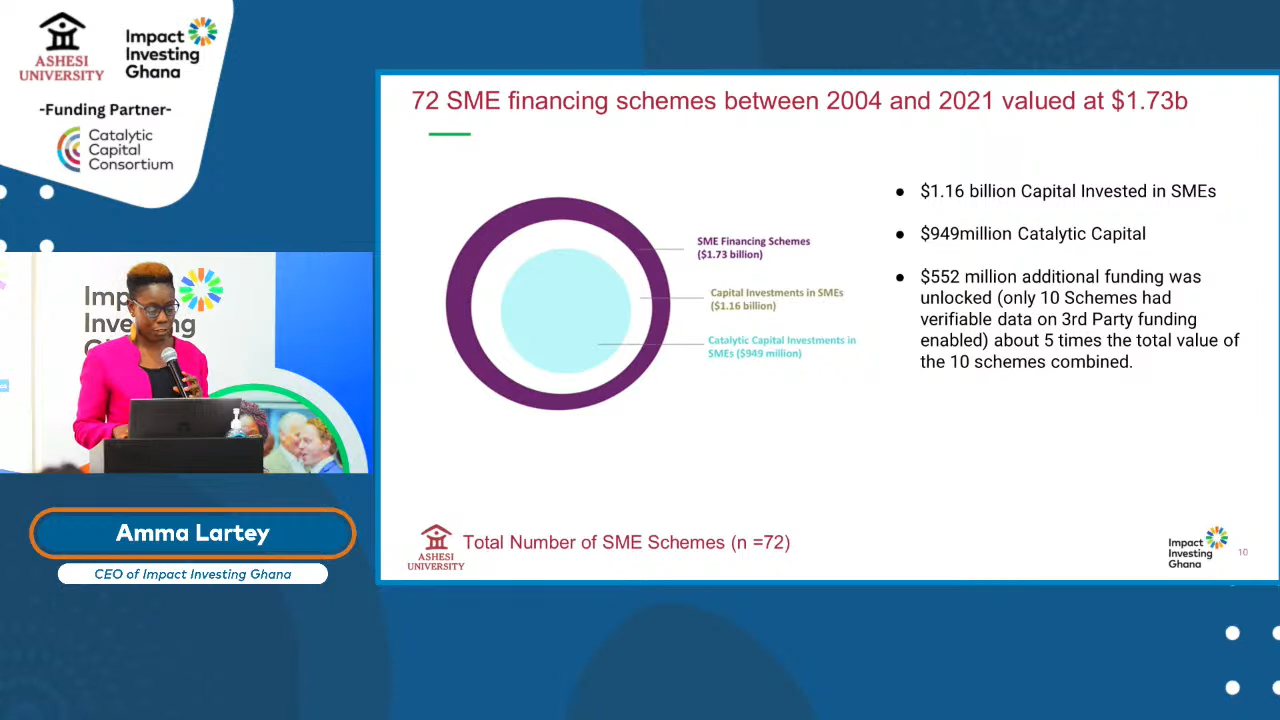 ASHESI
UNIVERSITY
Impact
Investing
Ghana
-Funding Partner-
Catalytic
Capital
Consortium
72 SME financing schemes between 2004 and 2021 valued at $1.73b
SME Financing Schemes
($1.73 billion)
Capital Investments in SMEs
($1.16 billion)
Catalytic Capital Investments in
SMEs ($949 million)
● $1.16 billion Capital Invested in SMEs
● $949million Catalytic Capital
● $552 million additional funding was
unlocked (only 10 Schemes had
verifiable data on 3rd Party funding
enabled) about 5 times the total value of
the 10 schemes combined.
ASHESI
UNIVERSITY
Total Number of SME Schemes (n =72)
Impact
Investing
Ghana
10
Amma Lartey
CEO of Impact Investing Ghana